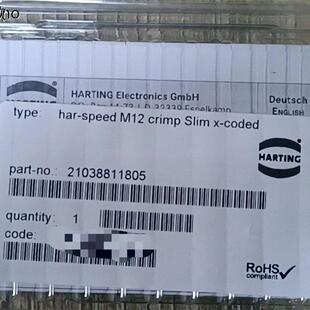 HARTING Electronics GmbH
Deutsch
ENGLISH
HARTING
type: har-speed M12 crimp Slim x-coded
HARTING
part-no.: 21038811805
quantity: 1
code:
RoHS
compliant